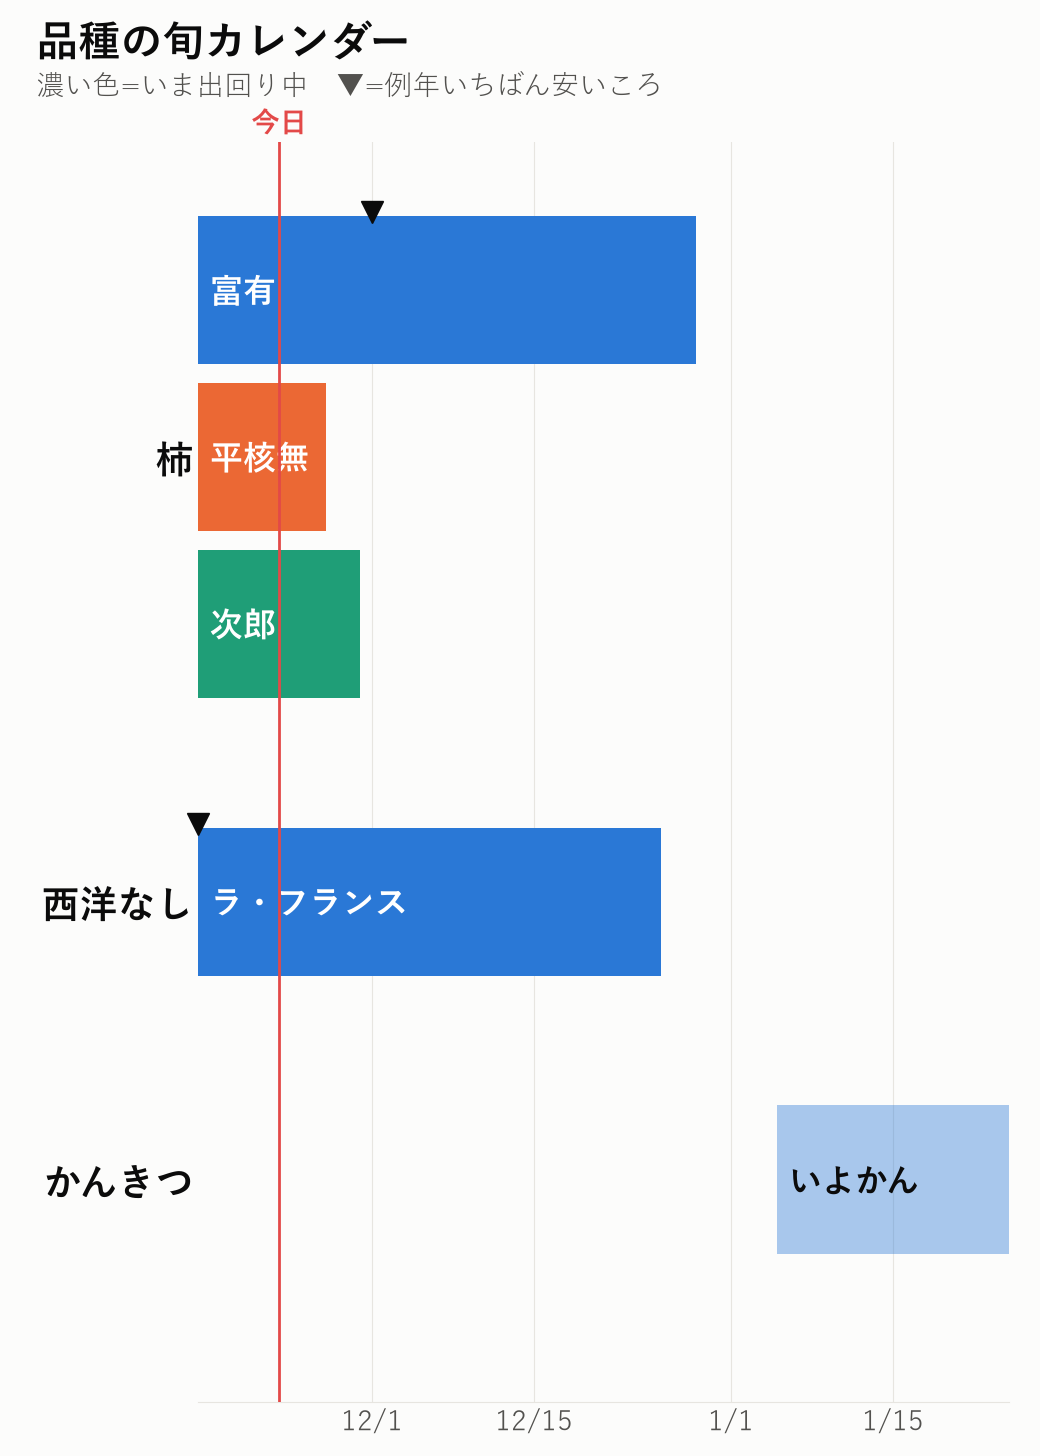 品種の旬カレンダー
濃い色=いま出回り中　▼=例年いちばん安いころ
今日
富有
柿
平核無
次郎
西洋なし
ラ・フランス
かんきつ
いよかん
12/1
12/15
1/1
1/15